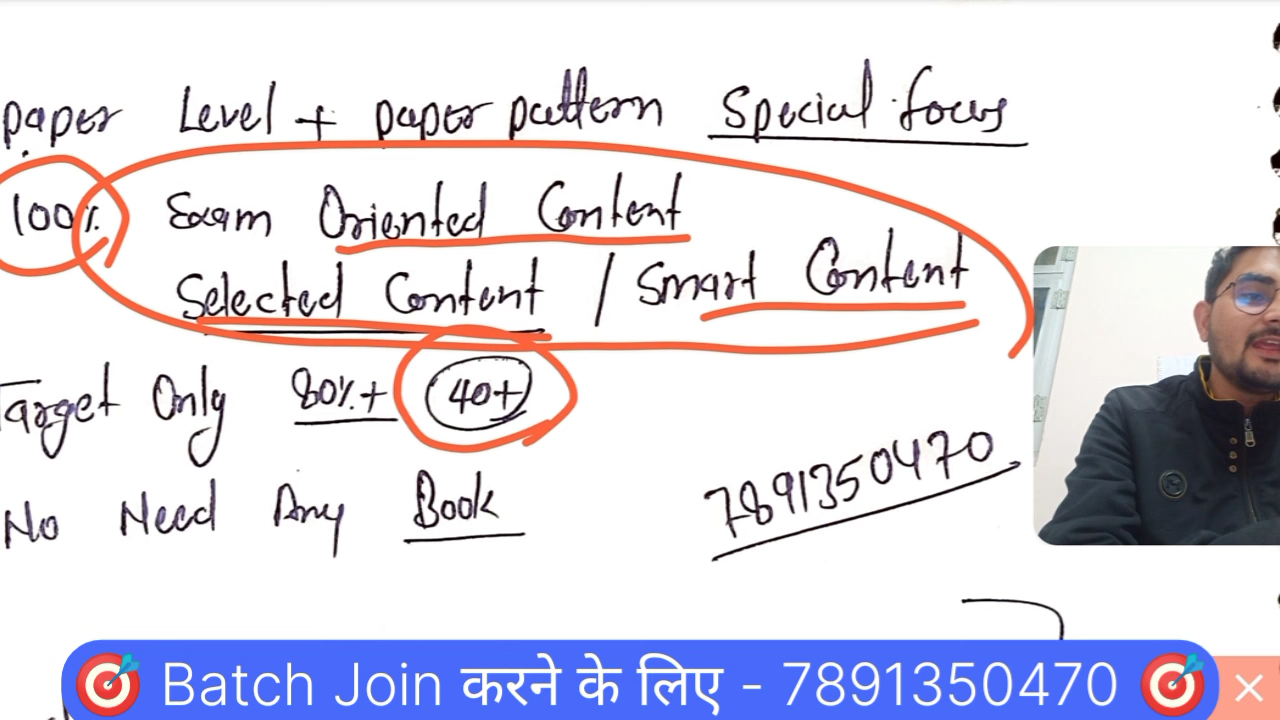 paper Level + paper pattern Special focus
100% Exam Oriented Content
Selected Content / Smart Content
Target Only 80%+ 40+
No Need Any Book
7891350470
Batch Join करने के लिए - 7891350470